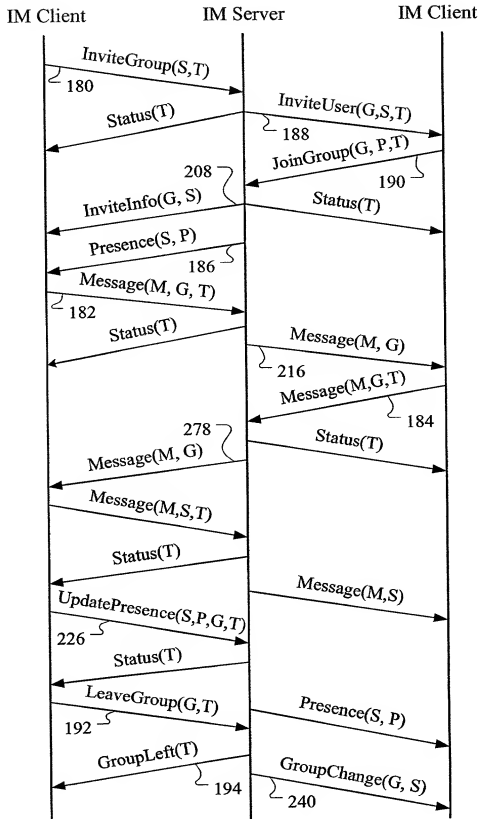 IM Client IM Server IM Client
InviteGroup(S,T)
180
Status(T)
InviteUser(G,S,T)
188
JoinGroup(G, P,T)
190
208
InviteInfo(G, S)
Status(T)
Presence(S, P)
186
Message(M, G, T)
182
Status(T)
Message(M, G)
216
Message(M,G,T)
184
278
Status(T)
Message(M, G)
Message(M,S,T)
Status(T)
Message(M,S)
UpdatePresence(S,P,G,T)
226
Status(T)
LeaveGroup(G,T)
192
Presence(S, P)
GroupLeft(T)
194
GroupChange(G, S)
240